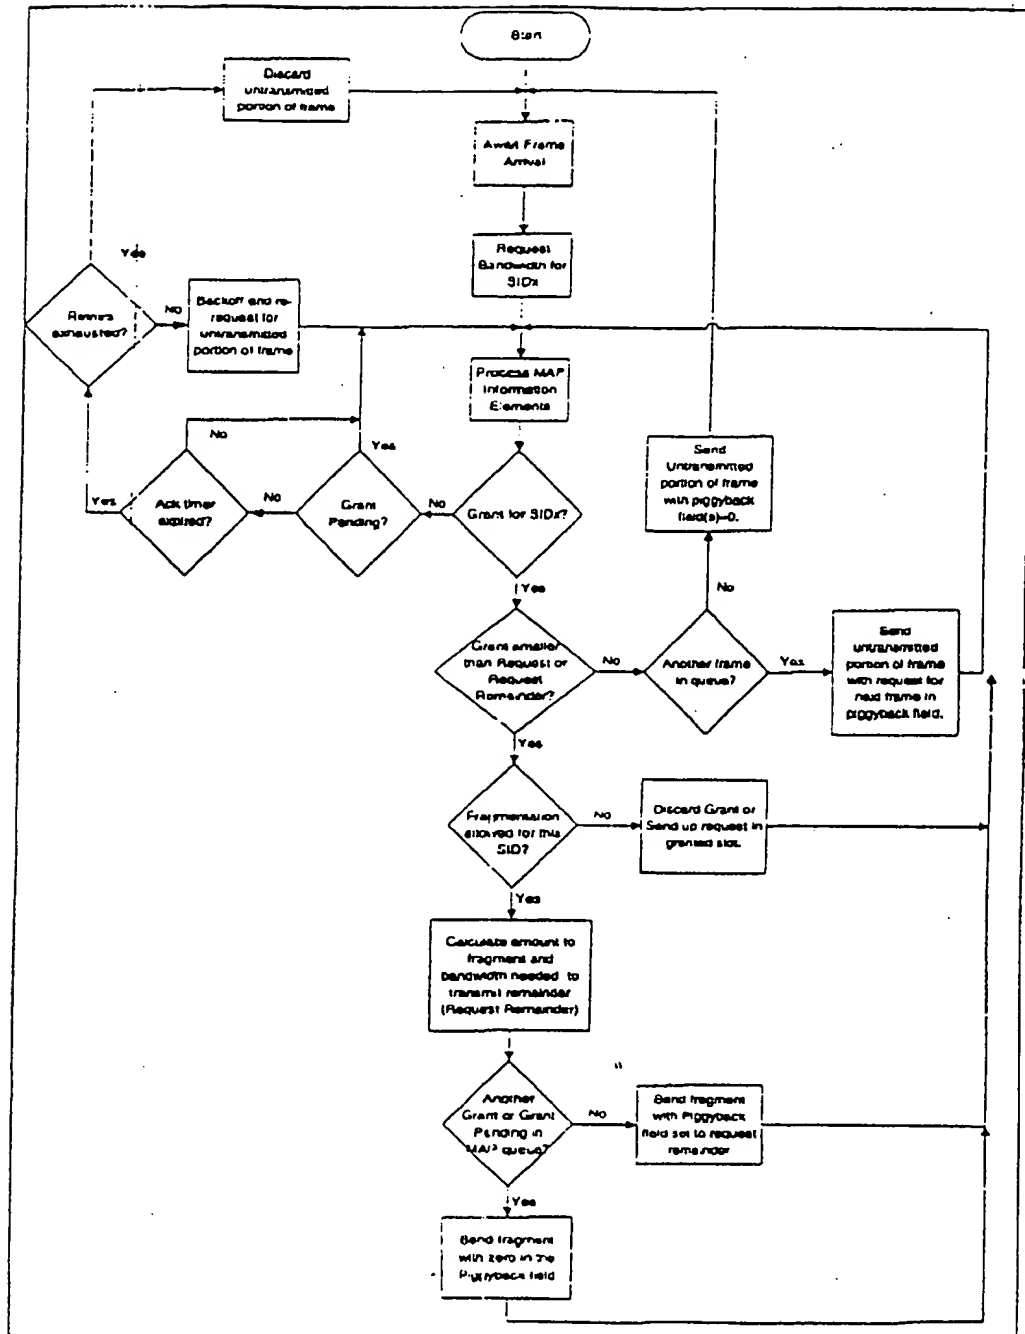 Start
Discard
untransmitted
portion of frame
Await Frame
Arrival
Request
Bandwidth for
SIDx
Yes
Retries
exhausted?
No
Backoff and re-
request for
untransmitted
portion of frame
Process MAP
Information
Elements
No
Yes
Send
Untransmitted
portion of frame
with piggyback
field(s)=0.
Yes
Ack timer
expired?
No
Grant
Pending?
No
Grant for SIDx?
Yes
No
Grant smaller
than Request or
Request
Remainder?
No
Another frame
in queue?
Yes
Send
untransmitted
portion of frame
with request for
next frame in
piggyback field.
Yes
Fragmentation
allowed for this
SID?
No
Discard Grant or
Send up request in
granted slot.
Yes
Calculate amount to
fragment and
bandwidth needed to
transmit remainder
(Request Remainder)
Another
Grant or Grant
Pending in
MAP queue?
No
Send fragment
with Piggyback
field set to request
remainder
Yes
Send fragment
with zero in the
Piggyback field